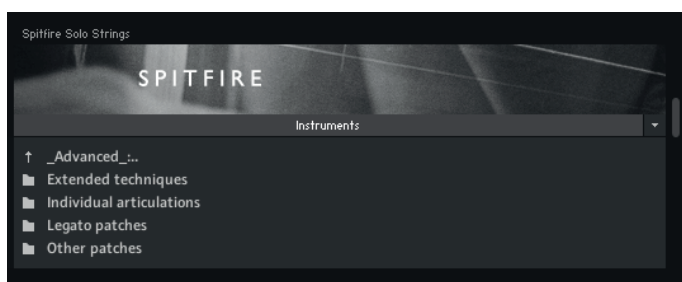 Spitfire Solo Strings
SPITFIRE
Instruments
↑ _Advanced_:..
Extended techniques
Individual articulations
Legato patches
Other patches